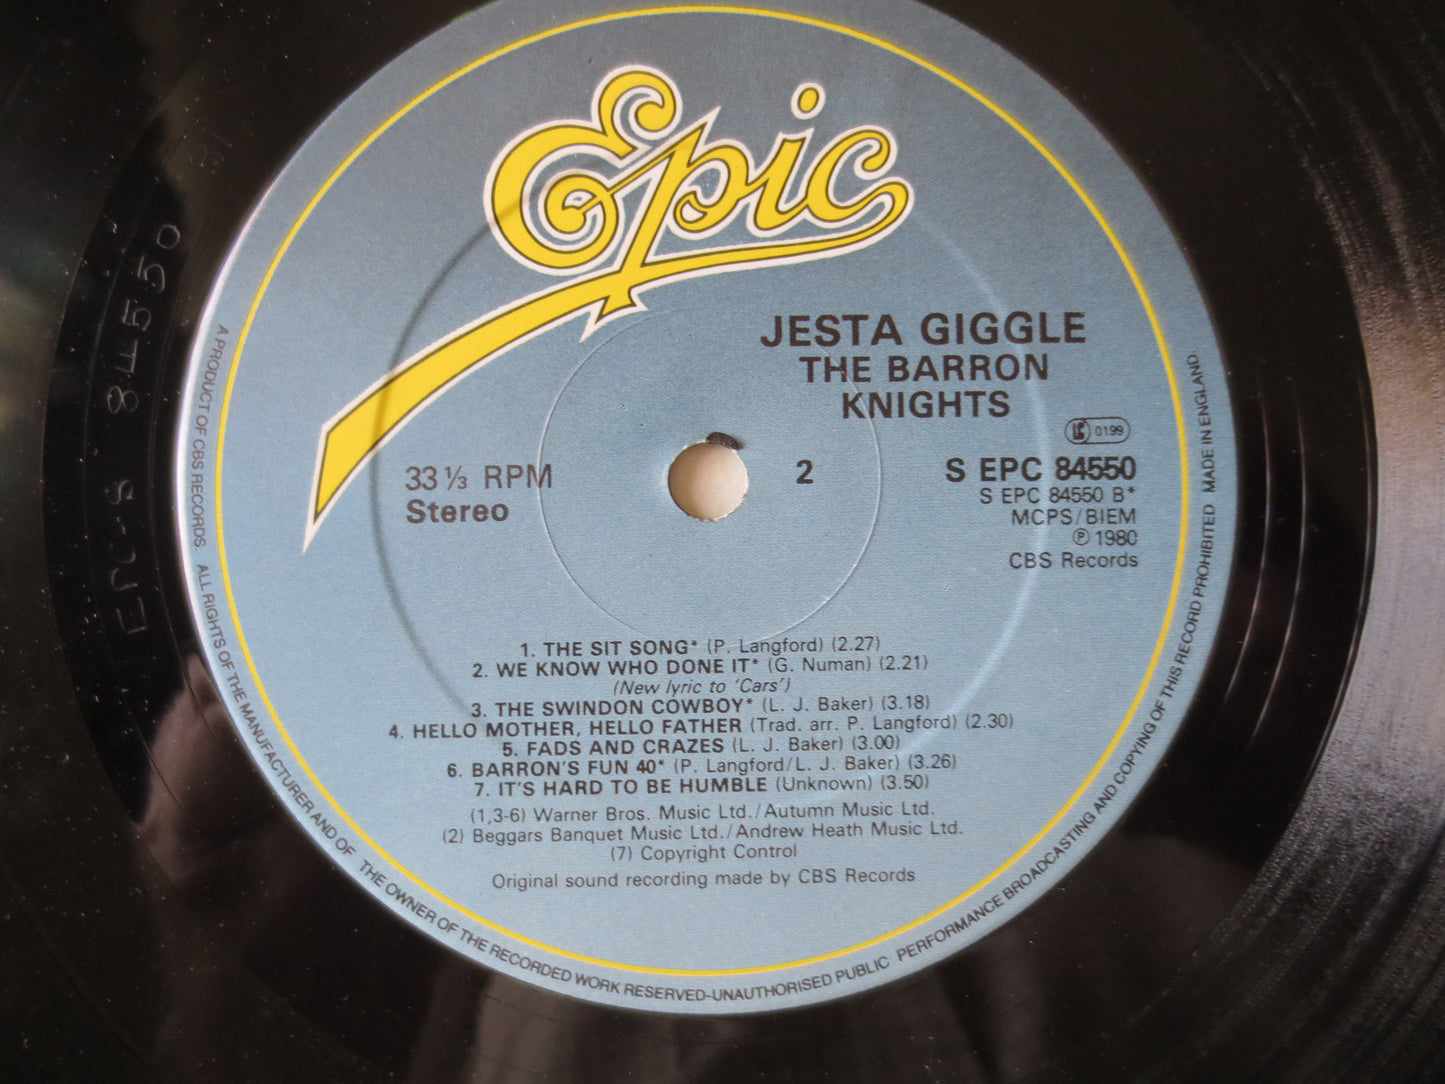 Epic
JESTA GIGGLE
THE BARRON
KNIGHTS
LC 0199
33 ⅓ RPM
Stereo
2
S EPC 84550
S EPC 84550 B*
MCPS/BIEM
℗ 1980
CBS Records
1. THE SIT SONG* (P. Langford) (2.27)
2. WE KNOW WHO DONE IT* (G. Numan) (2.21)
(New lyric to 'Cars')
3. THE SWINDON COWBOY* (L. J. Baker) (3.18)
4. HELLO MOTHER, HELLO FATHER (Trad. arr. P. Langford) (2.30)
5. FADS AND CRAZES (L. J. Baker) (3.00)
6. BARRON'S FUN 40* (P. Langford/L. J. Baker) (3.26)
7. IT'S HARD TO BE HUMBLE (Unknown) (3.50)
(1,3-6) Warner Bros. Music Ltd./Autumn Music Ltd.
(2) Beggars Banquet Music Ltd./Andrew Heath Music Ltd.
(7) Copyright Control
Original sound recording made by CBS Records
A PRODUCT OF CBS RECORDS. ALL RIGHTS OF THE MANUFACTURER AND OF THE OWNER OF THE RECORDED WORK RESERVED-UNAUTHORISED PUBLIC PERFORMANCE BROADCASTING AND COPYING OF THIS RECORD PROHIBITED MADE IN ENGLAND.
EPC-S 84550